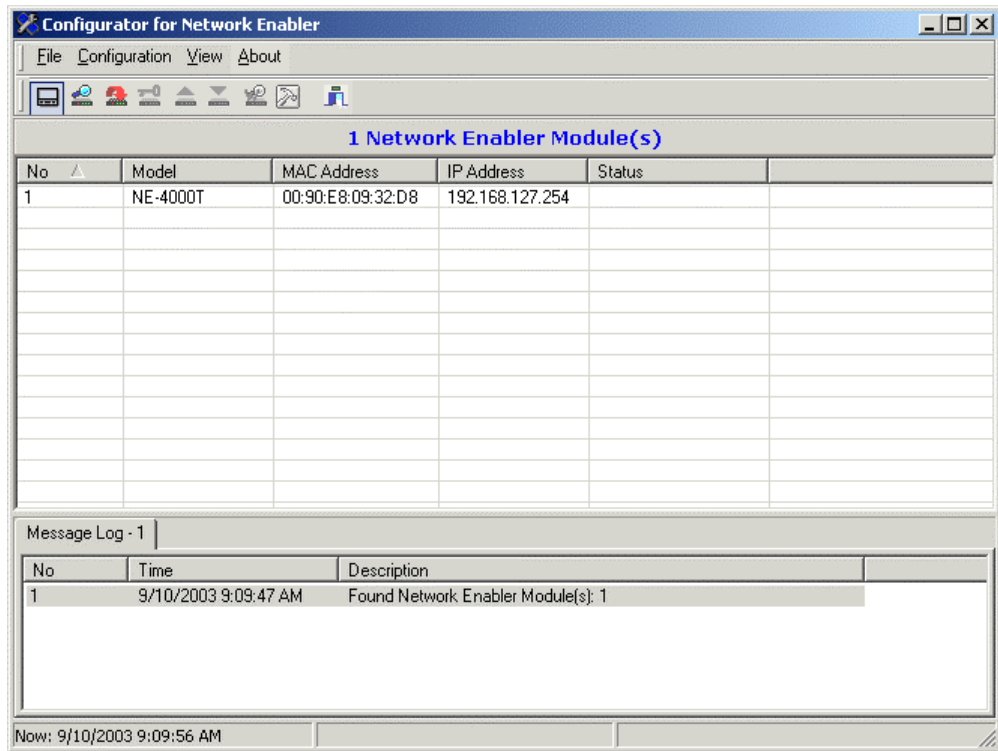 Configurator for Network Enabler
File Configuration View About
1 Network Enabler Module(s)
No Model MAC Address IP Address Status
1 NE-4000T 00:90:E8:09:32:D8 192.168.127.254
Message Log - 1
No Time Description
1 9/10/2003 9:09:47 AM Found Network Enabler Module(s): 1
Now: 9/10/2003 9:09:56 AM